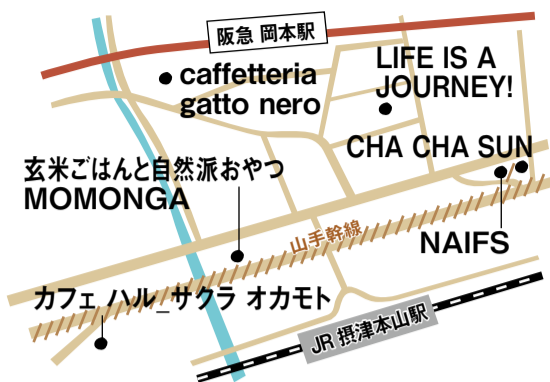 阪急 岡本駅
caffetteria
gatto nero
LIFE IS A
JOURNEY!
CHA CHA SUN
玄米ごはんと自然派おやつ
MOMONGA
山手幹線
NAIFS
カフェ ハル_サクラ オカモト
JR 摂津本山駅